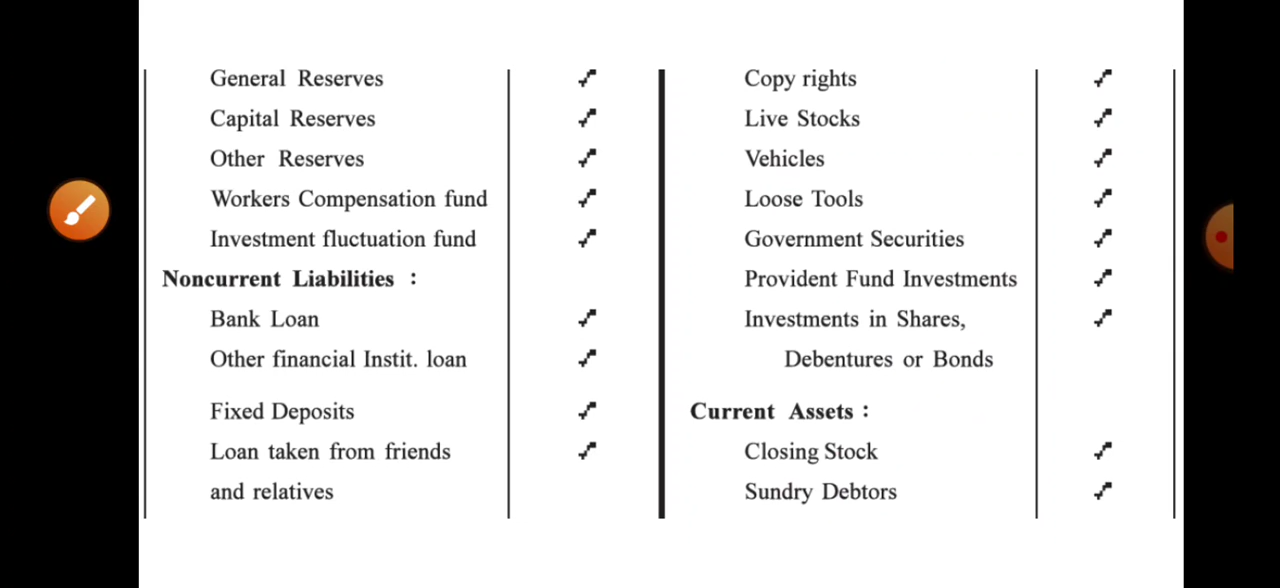 General Reserves
Capital Reserves
Other Reserves
Workers Compensation fund
Investment fluctuation fund
Noncurrent Liabilities :
Bank Loan
Other financial Instit. loan
Fixed Deposits
Loan taken from friends
and relatives
Copy rights
Live Stocks
Vehicles
Loose Tools
Government Securities
Provident Fund Investments
Investments in Shares,
Debentures or Bonds
Current Assets :
Closing Stock
Sundry Debtors